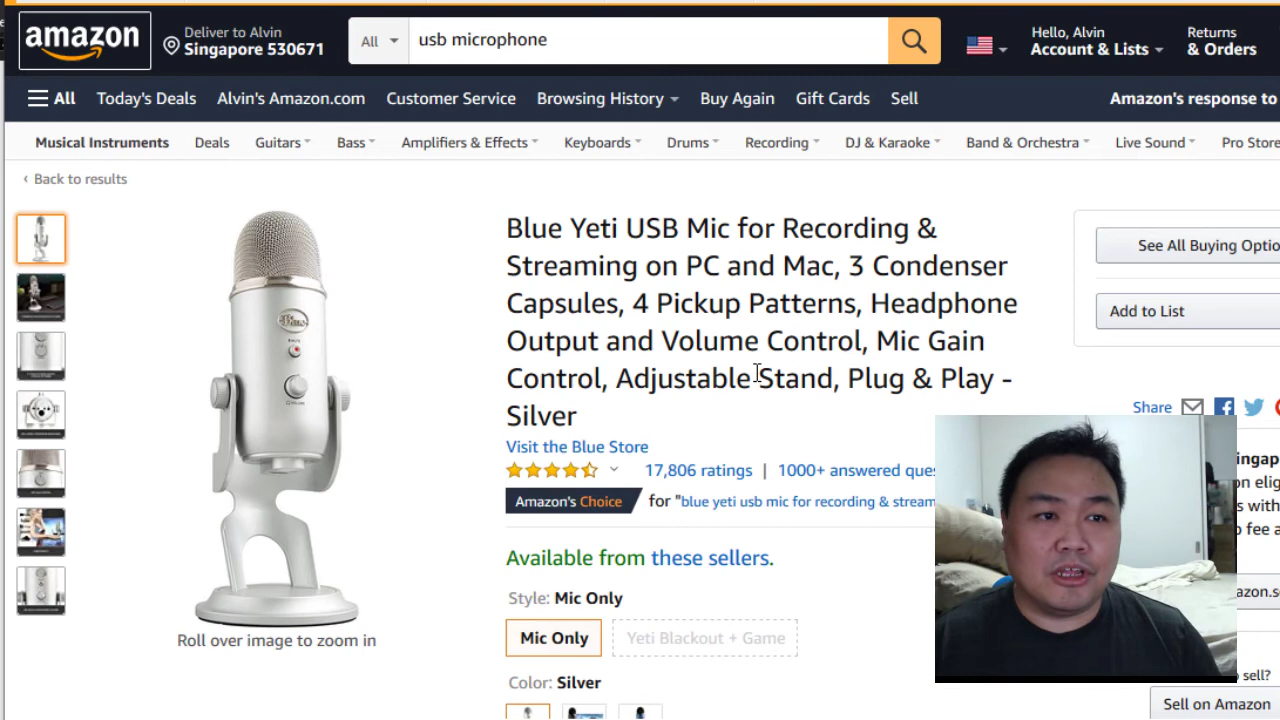 amazon
Deliver to Alvin
Singapore 530671
All
usb microphone
Hello, Alvin
Account & Lists
Returns
& Orders
All
Today's Deals
Alvin's Amazon.com
Customer Service
Browsing History
Buy Again
Gift Cards
Sell
Amazon's response to
Musical Instruments
Deals
Guitars
Bass
Amplifiers & Effects
Keyboards
Drums
Recording
DJ & Karaoke
Band & Orchestra
Live Sound
Pro Store
‹ Back to results
Blue Yeti USB Mic for Recording &
Streaming on PC and Mac, 3 Condenser
Capsules, 4 Pickup Patterns, Headphone
Output and Volume Control, Mic Gain
Control, Adjustable Stand, Plug & Play -
Silver
Visit the Blue Store
17,806 ratings | 1000+ answered ques
Amazon's Choice for "blue yeti usb mic for recording & stream
Available from these sellers.
Style: Mic Only
Mic Only
Yeti Blackout + Game
Color: Silver
Roll over image to zoom in
See All Buying Optio
Add to List
Share
sell?
Sell on Amazon